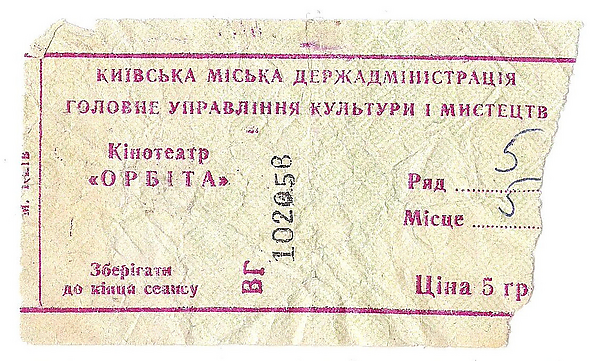 КИЇВСЬКА МІСЬКА ДЕРЖАДМІНІСТРАЦІЯ
ГОЛОВНЕ УПРАВЛІННЯ КУЛЬТУРИ І МИСТЕЦТВ
Кінотеатр
«ОРБІТА»
м. Київ
ВГ 102058
Ряд 5
Місце 5
Зберігати
до кінця сеансу
Ціна 5 гр